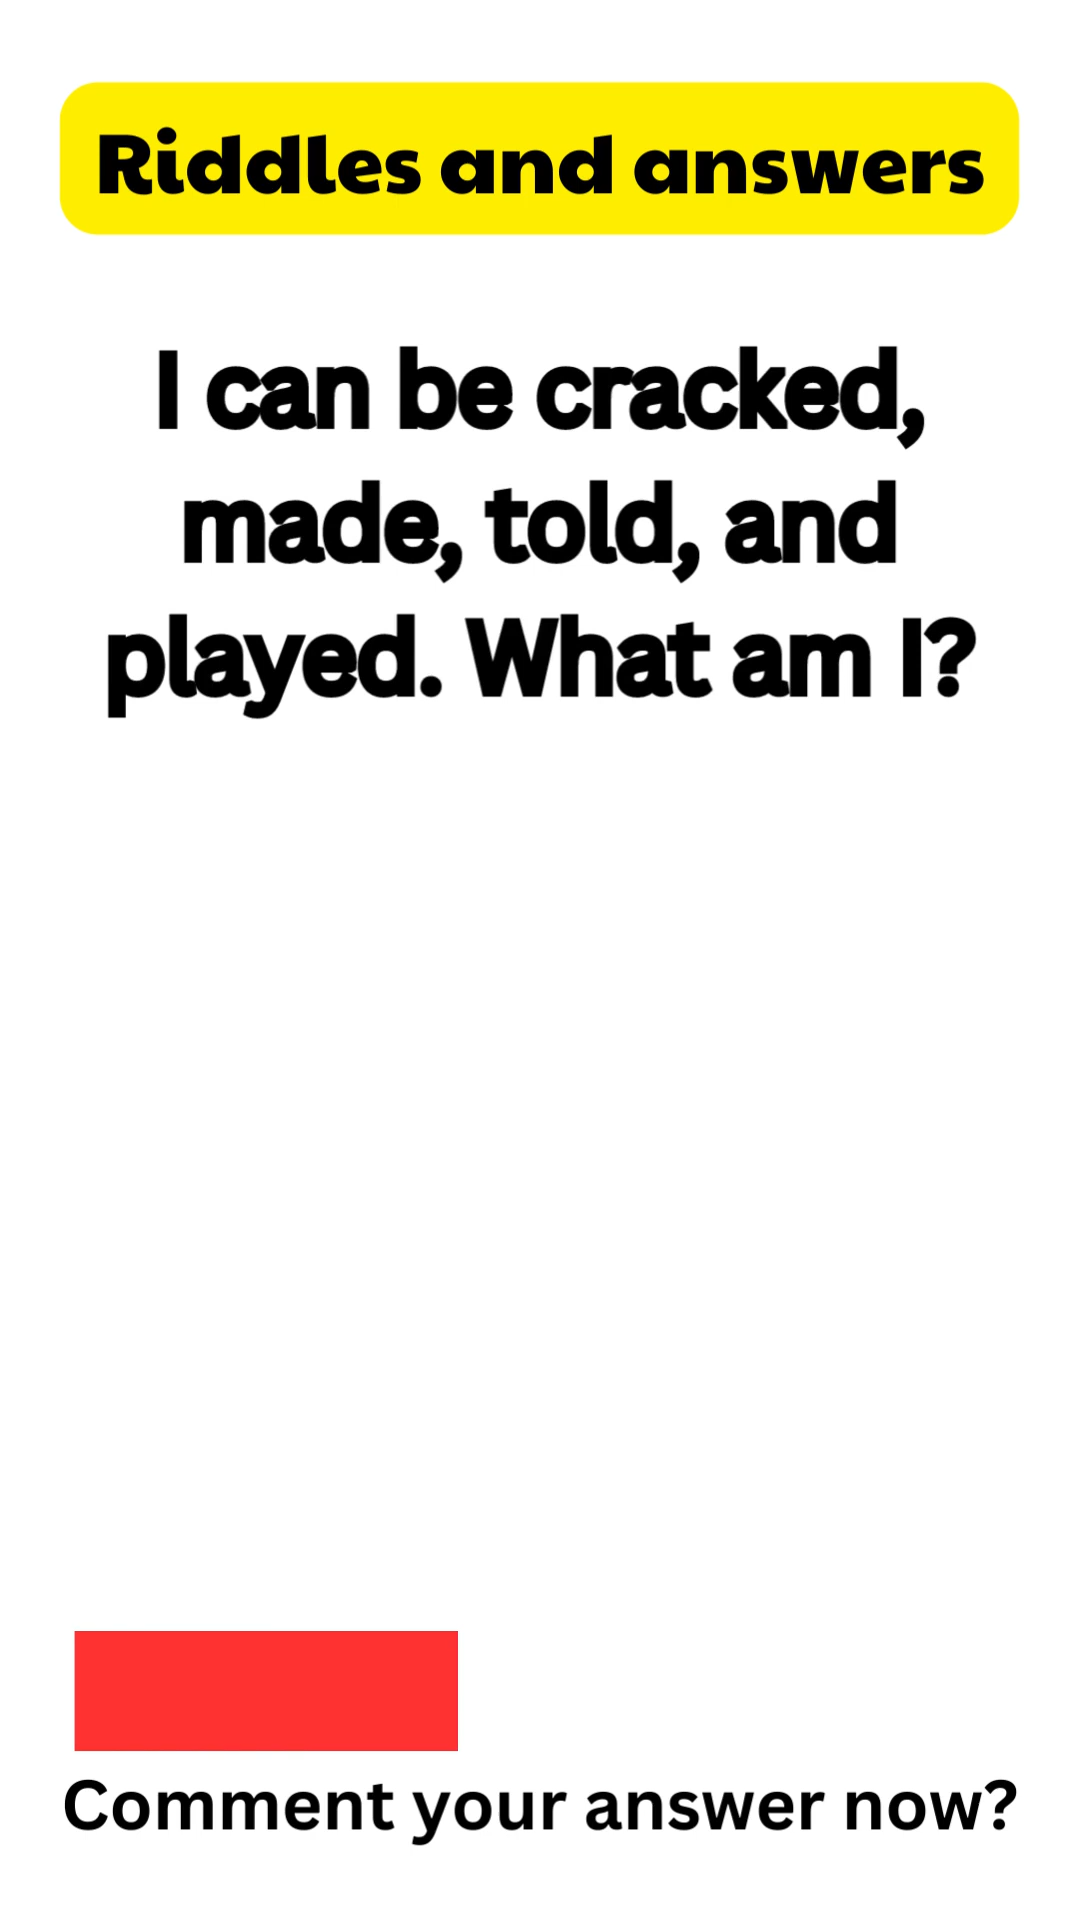 Riddles and answers
I can be cracked,
made, told, and
played. What am I?
Comment your answer now?